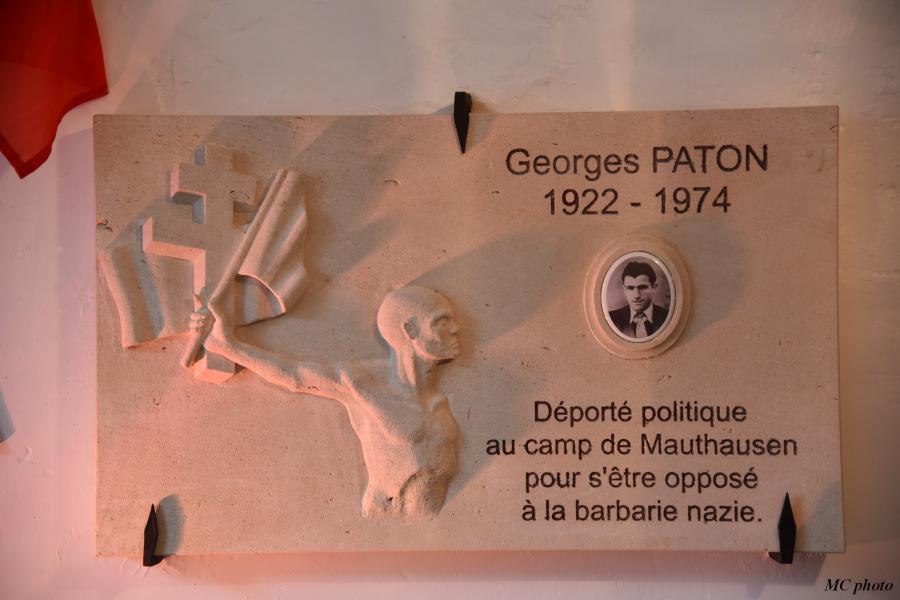 Georges PATON
1922 - 1974
Déporté politique
au camp de Mauthausen
pour s'être opposé
à la barbarie nazie.
MC photo